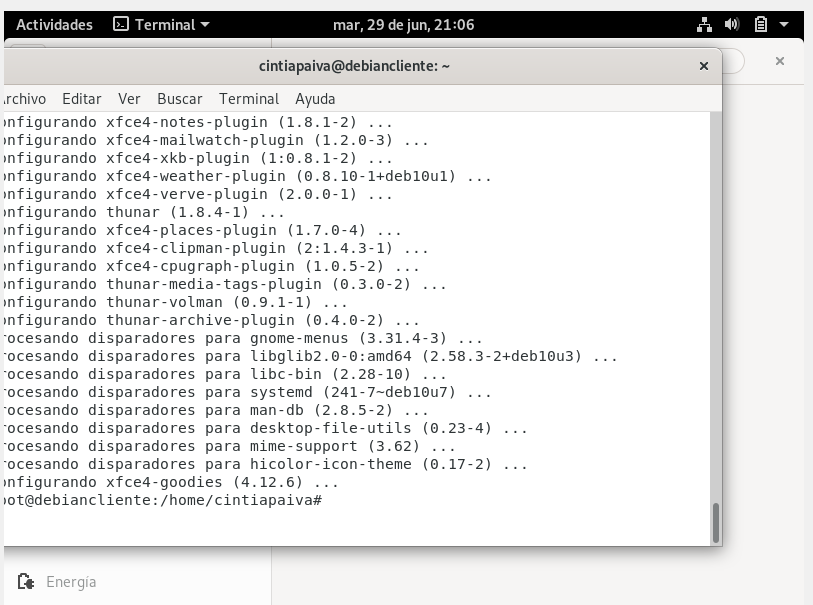 Actividades Terminal mar, 29 de jun, 21:06
cintiapaiva@debiancliente: ~
rchivo Editar Ver Buscar Terminal Ayuda
onfigurando xfce4-notes-plugin (1.8.1-2) ...
onfigurando xfce4-mailwatch-plugin (1.2.0-3) ...
onfigurando xfce4-xkb-plugin (1:0.8.1-2) ...
onfigurando xfce4-weather-plugin (0.8.10-1+deb10u1) ...
onfigurando xfce4-verve-plugin (2.0.0-1) ...
onfigurando thunar (1.8.4-1) ...
onfigurando xfce4-places-plugin (1.7.0-4) ...
onfigurando xfce4-clipman-plugin (2:1.4.3-1) ...
onfigurando xfce4-cpugraph-plugin (1.0.5-2) ...
onfigurando thunar-media-tags-plugin (0.3.0-2) ...
onfigurando thunar-volman (0.9.1-1) ...
onfigurando thunar-archive-plugin (0.4.0-2) ...
rocesando disparadores para gnome-menus (3.31.4-3) ...
rocesando disparadores para libglib2.0-0:amd64 (2.58.3-2+deb10u3) ...
rocesando disparadores para libc-bin (2.28-10) ...
rocesando disparadores para systemd (241-7~deb10u7) ...
rocesando disparadores para man-db (2.8.5-2) ...
rocesando disparadores para desktop-file-utils (0.23-4) ...
rocesando disparadores para mime-support (3.62) ...
rocesando disparadores para hicolor-icon-theme (0.17-2) ...
onfigurando xfce4-goodies (4.12.6) ...
oot@debiancliente:/home/cintiapaiva#
Energía